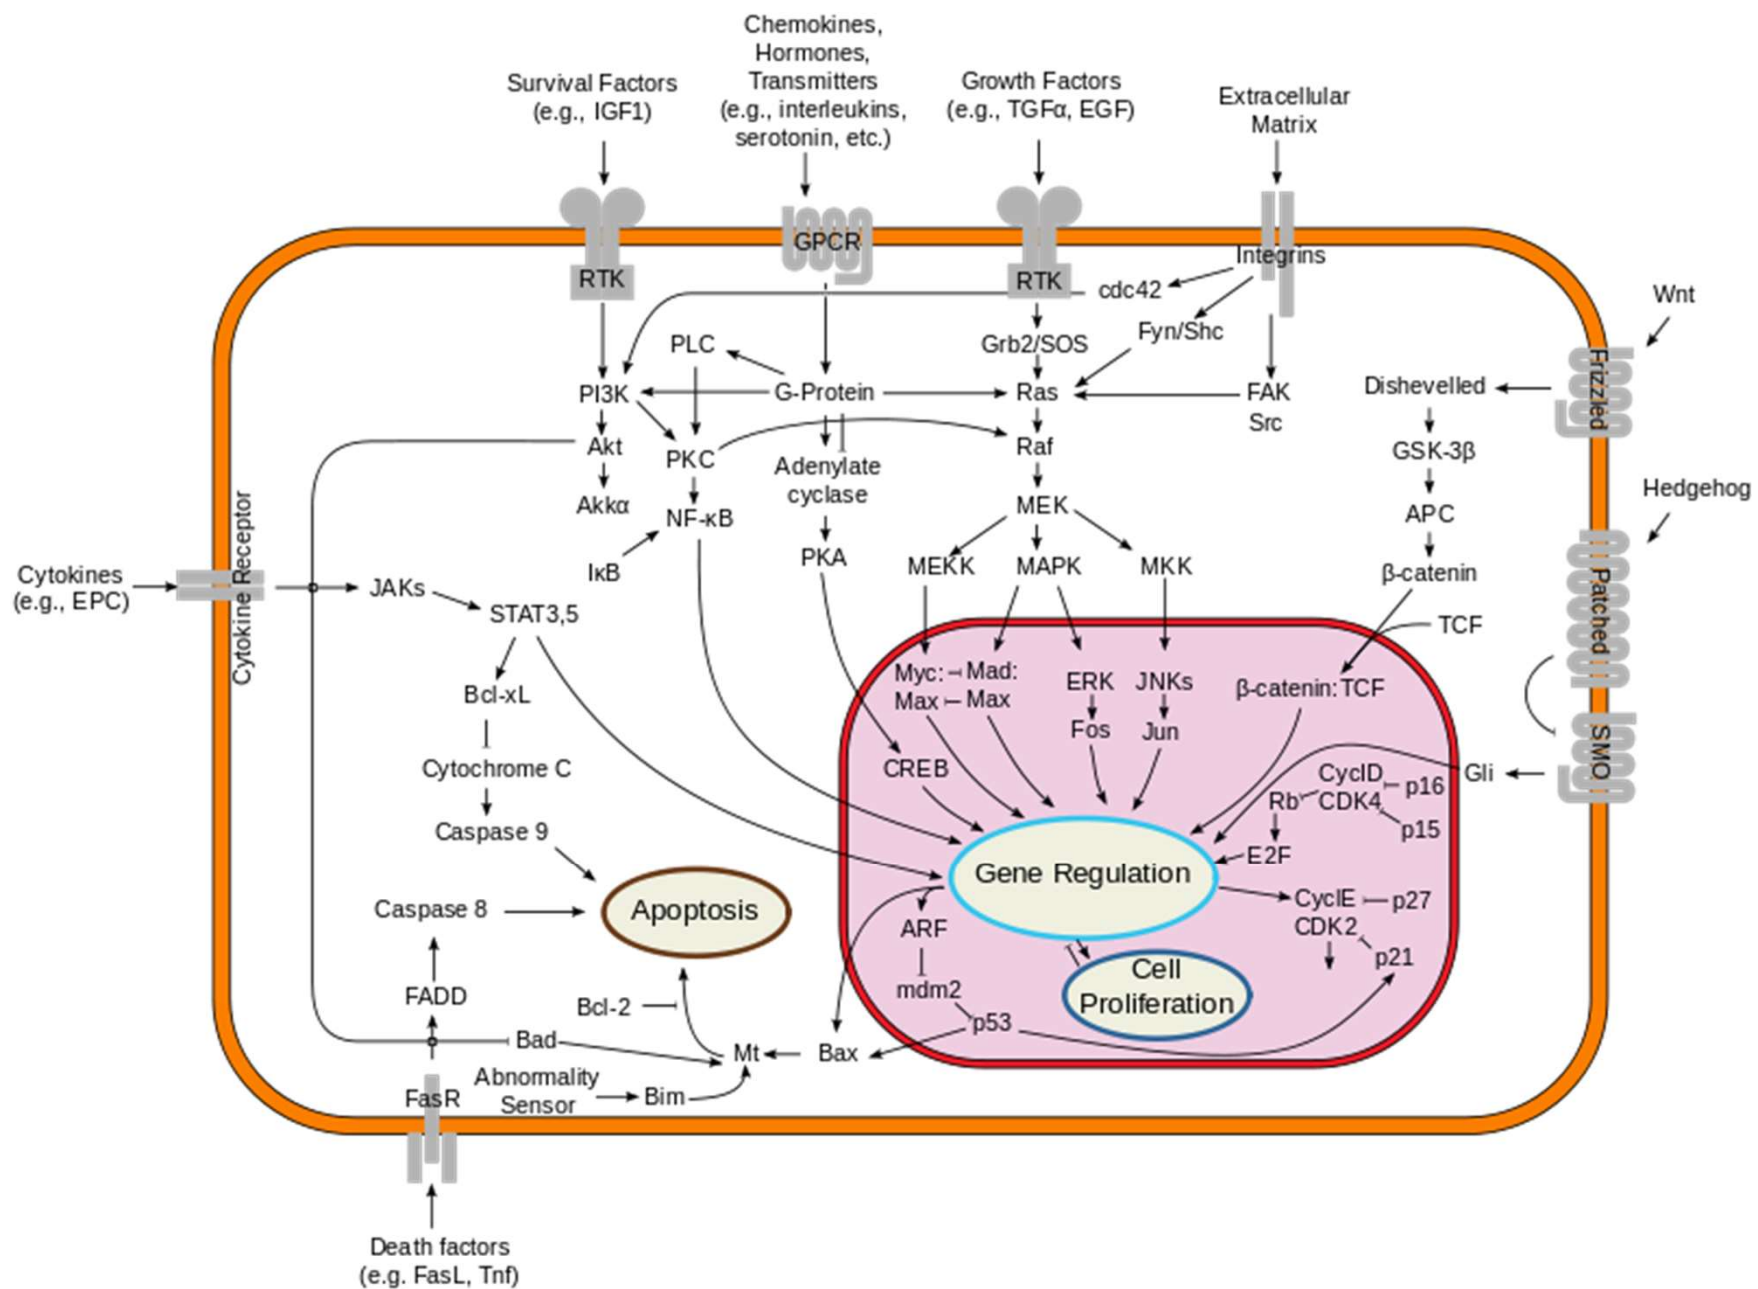 Chemokines,
Hormones,
Transmitters
(e.g., interleukins,
serotonin, etc.)
Survival Factors
(e.g., IGF1)
Growth Factors
(e.g., TGFα, EGF)
Extracellular
Matrix
GPCR
RTK
RTK
Integrins
cdc42
Wnt
Fyn/Shc
PLC
Grb2/SOS
Frizzled
Dishevelled
PI3K
G-Protein
Ras
FAK
Src
Akt
PKC
Raf
GSK-3β
Adenylate
cyclase
Hedgehog
Akkα
NF-κB
MEK
APC
PKA
MEKK
MAPK
MKK
β-catenin
IκB
Cytokines
(e.g., EPC)
Cytokine Receptor
JAKs
STAT3,5
Patched
TCF
Myc:
Mad:
Max
Max
ERK
JNKs
β-catenin:TCF
Bcl-xL
Fos
Jun
SMO
Cytochrome C
CREB
CyclD
p16
Gli
Rb
CDK4
p15
Caspase 9
E2F
Gene Regulation
Caspase 8
Apoptosis
ARF
CyclE
p27
CDK2
p21
Cell
Proliferation
mdm2
FADD
Bcl-2
p53
Bad
Mt
Bax
Abnormality
Sensor
Bim
FasR
Death factors
(e.g. FasL, Tnf)